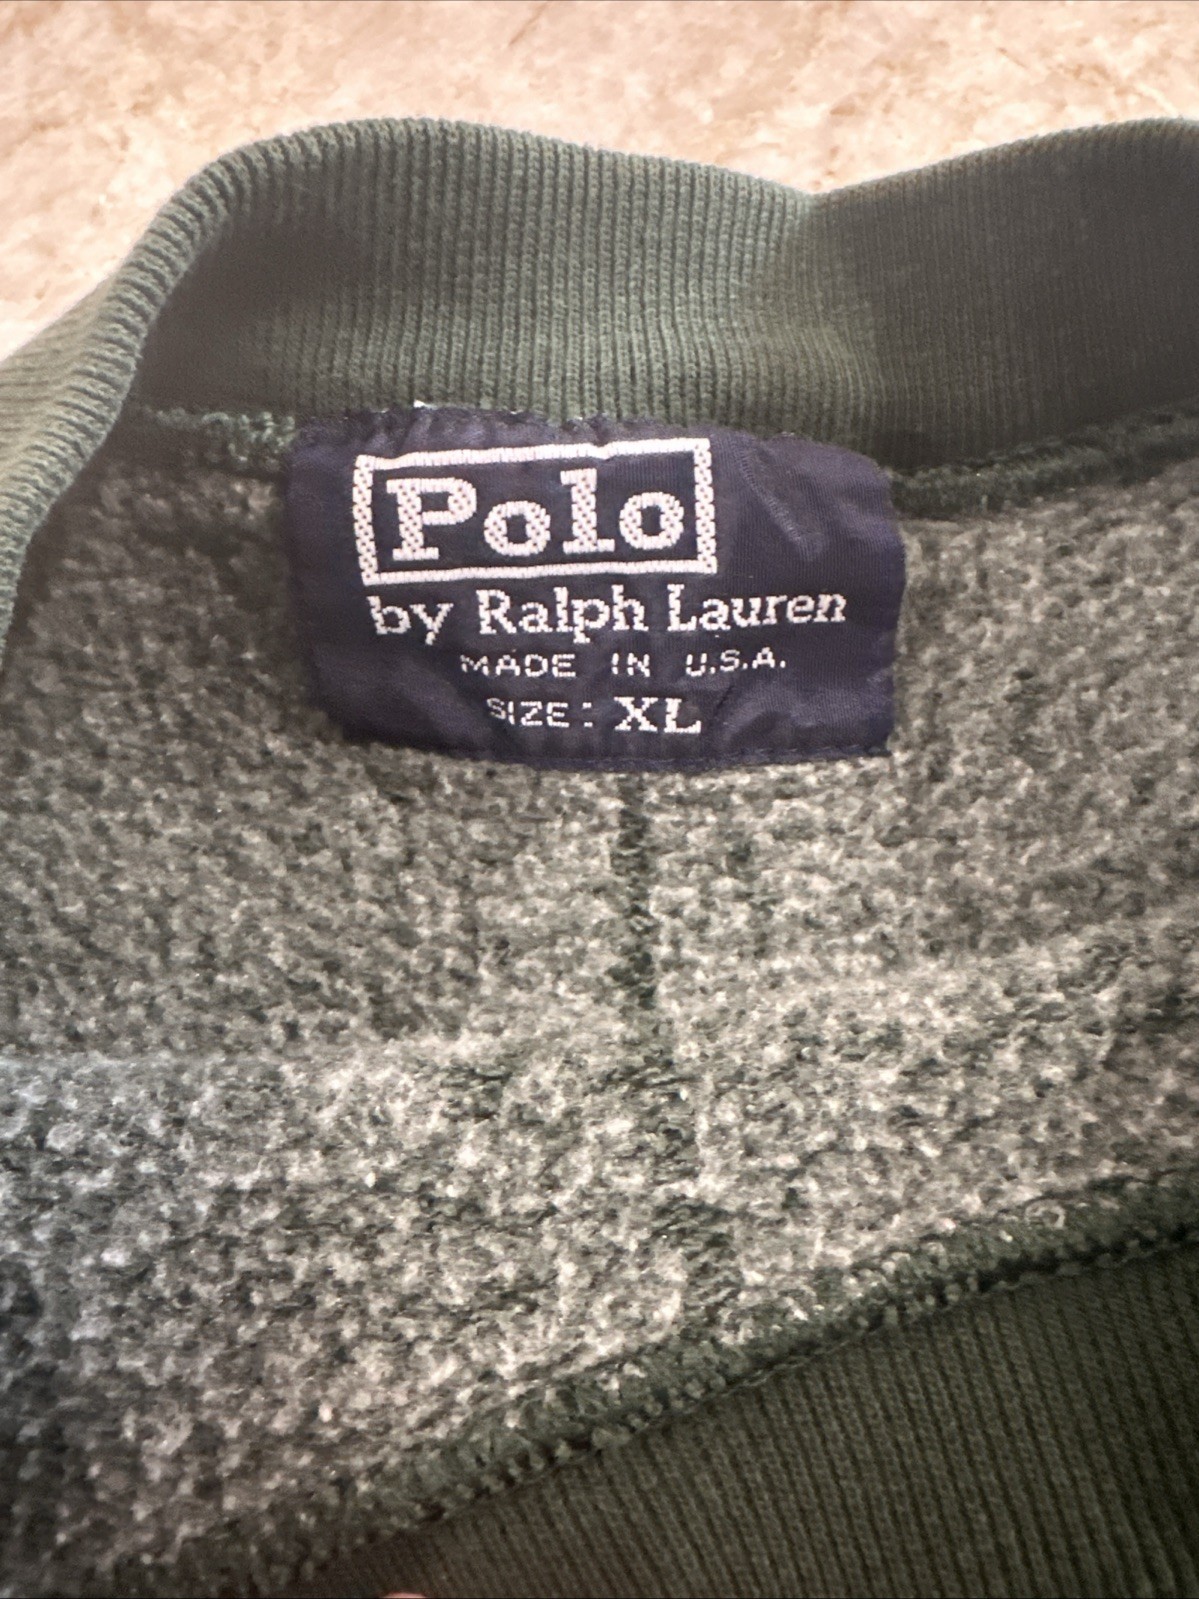 Polo
by Ralph Lauren
MADE IN U.S.A.
SIZE: XL